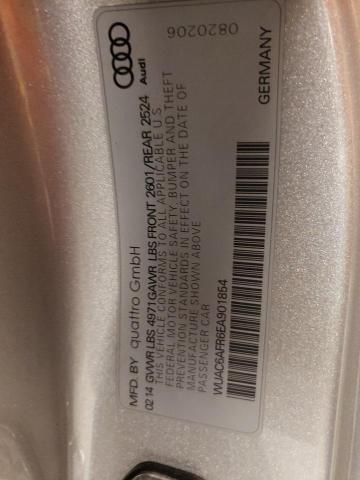 0820206
Audi
MFD. BY quattro GmbH
02 14 GVWR LBS 4971 GAWR LBS FRONT 2601/REAR 2524
THIS VEHICLE CONFORMS TO ALL APPLICABLE U.S.
FEDERAL MOTOR VEHICLE SAFETY, BUMPER AND THEFT
PREVENTION STANDARDS IN EFFECT ON THE DATE OF
MANUFACTURE SHOWN ABOVE
PASSENGER CAR
WUAC6AFR6EA901854
GERMANY